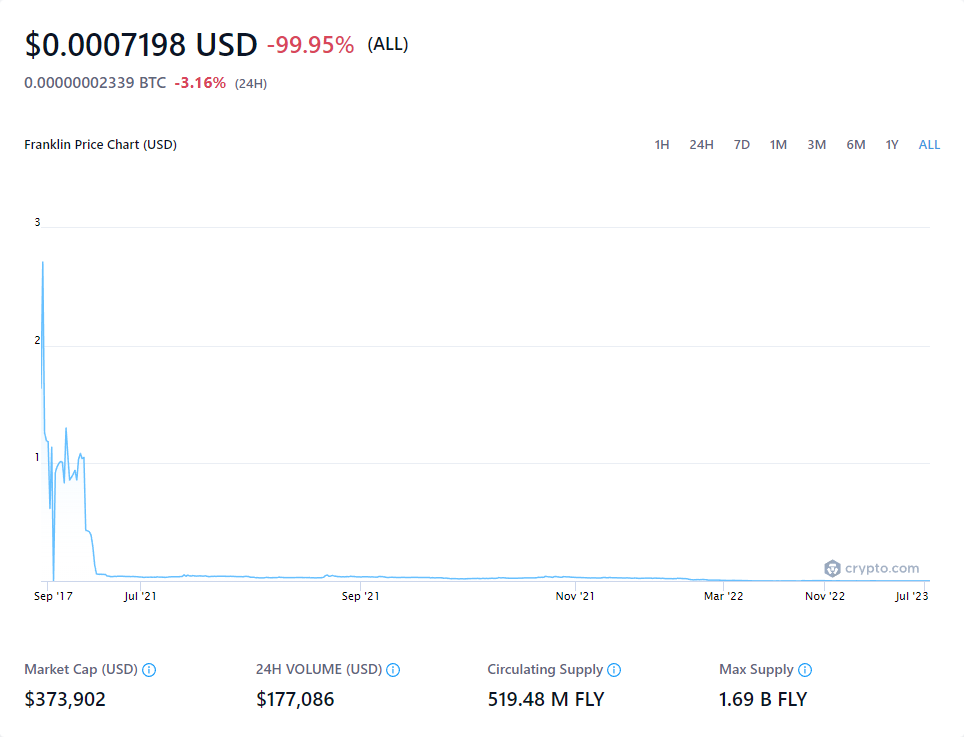 $0.0007198 USD -99.95% (ALL)
0.00000002339 BTC -3.16% (24H)
Franklin Price Chart (USD) 1H 24H 7D 1M 3M 6M 1Y ALL
3
2
1
crypto.com
Sep '17 Jul '21 Sep '21 Nov '21 Mar '22 Nov '22 Jul '23
Market Cap (USD) 24H VOLUME (USD) Circulating Supply Max Supply
$373,902 $177,086 519.48 M FLY 1.69 B FLY